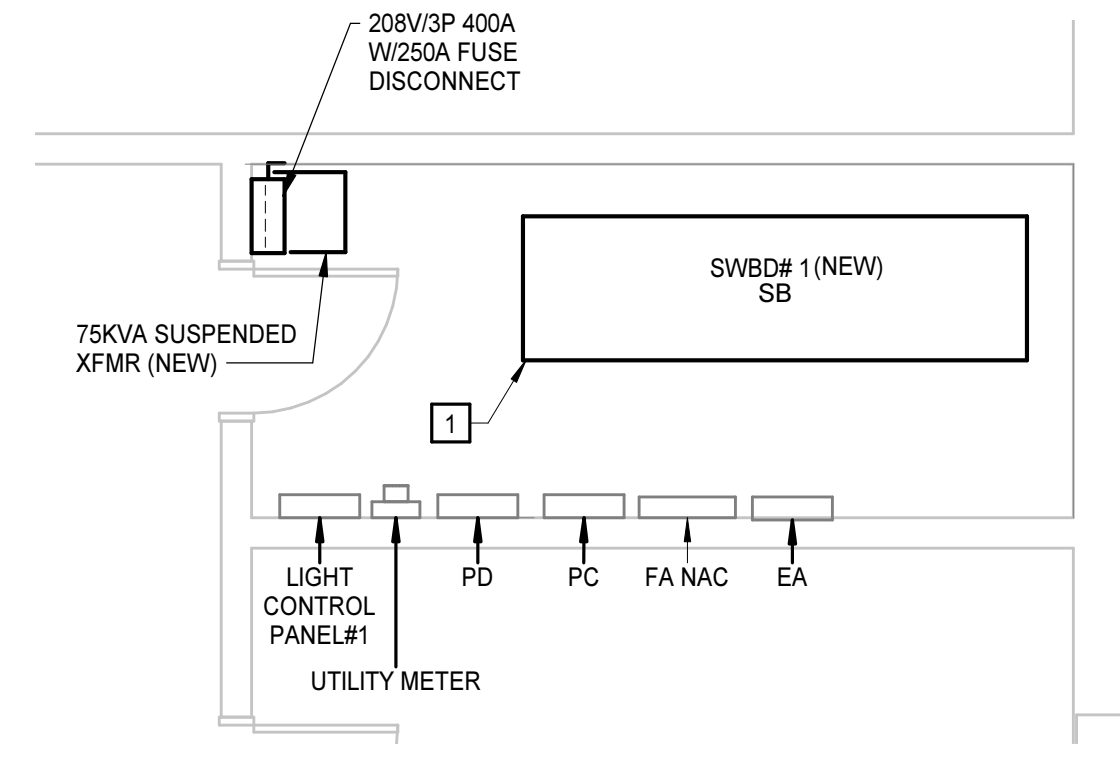 208V/3P 400A
W/250A FUSE
DISCONNECT
SWBD# 1(NEW)
SB
75KVA SUSPENDED
XFMR (NEW)
1
LIGHT
CONTROL
PANEL#1
UTILITY METER
PD
PC
FA NAC
EA